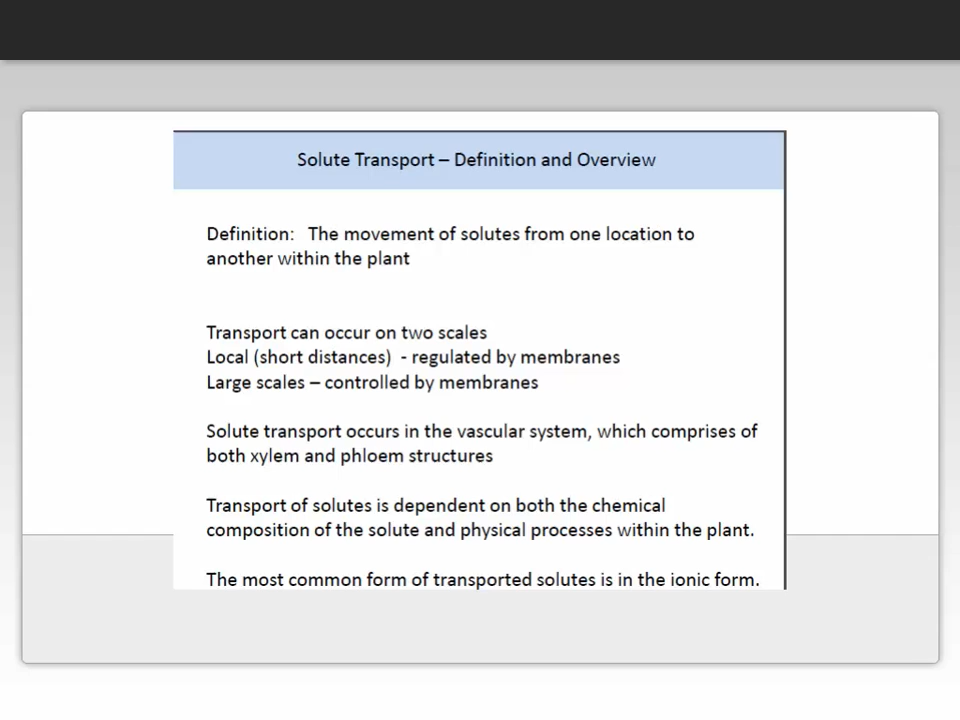 Solute Transport – Definition and Overview
Definition:   The movement of solutes from one location to
another within the plant
Transport can occur on two scales
Local (short distances)  - regulated by membranes
Large scales – controlled by membranes
Solute transport occurs in the vascular system, which comprises of
both xylem and phloem structures
Transport of solutes is dependent on both the chemical
composition of the solute and physical processes within the plant.
The most common form of transported solutes is in the ionic form.